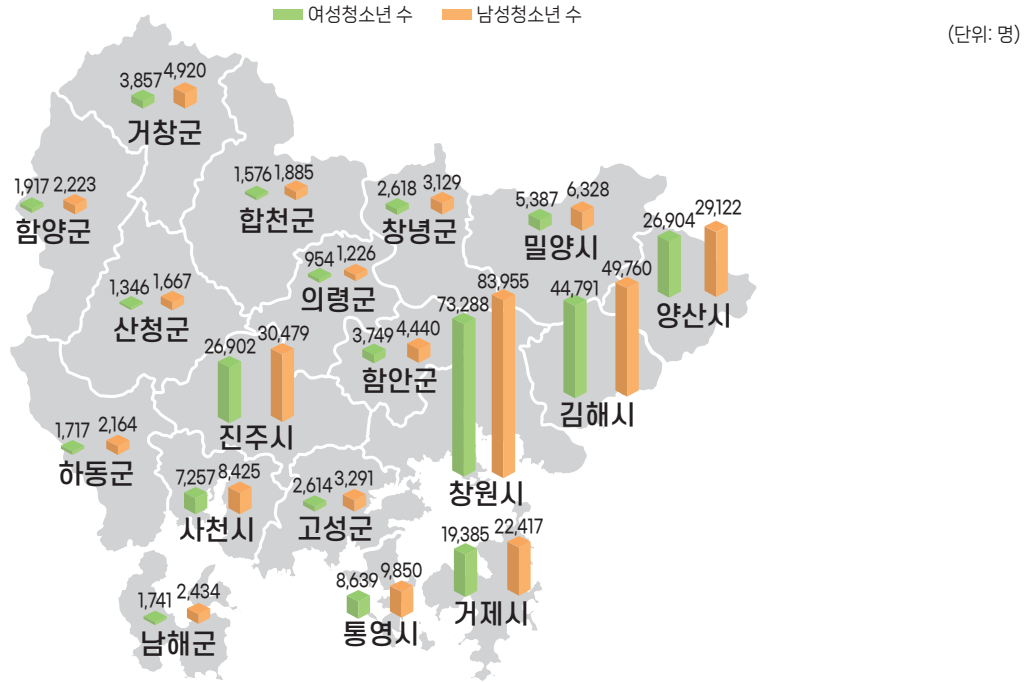 여성청소년 수 남성청소년 수
(단위: 명)
3,857 4,920
거창군
1,917 2,223
함양군
1,576 1,885
합천군
2,618 3,129
창녕군
5,387 6,328
밀양시
26,904 29,122
양산시
954 1,226
의령군
1,346 1,667
산청군
26,902 30,479
진주시
3,749 4,440
함안군
73,288 83,955
창원시
44,791 49,760
김해시
1,717 2,164
하동군
7,257 8,425
사천시
2,614 3,291
고성군
19,385 22,417
거제시
8,639 9,850
통영시
1,741 2,434
남해군